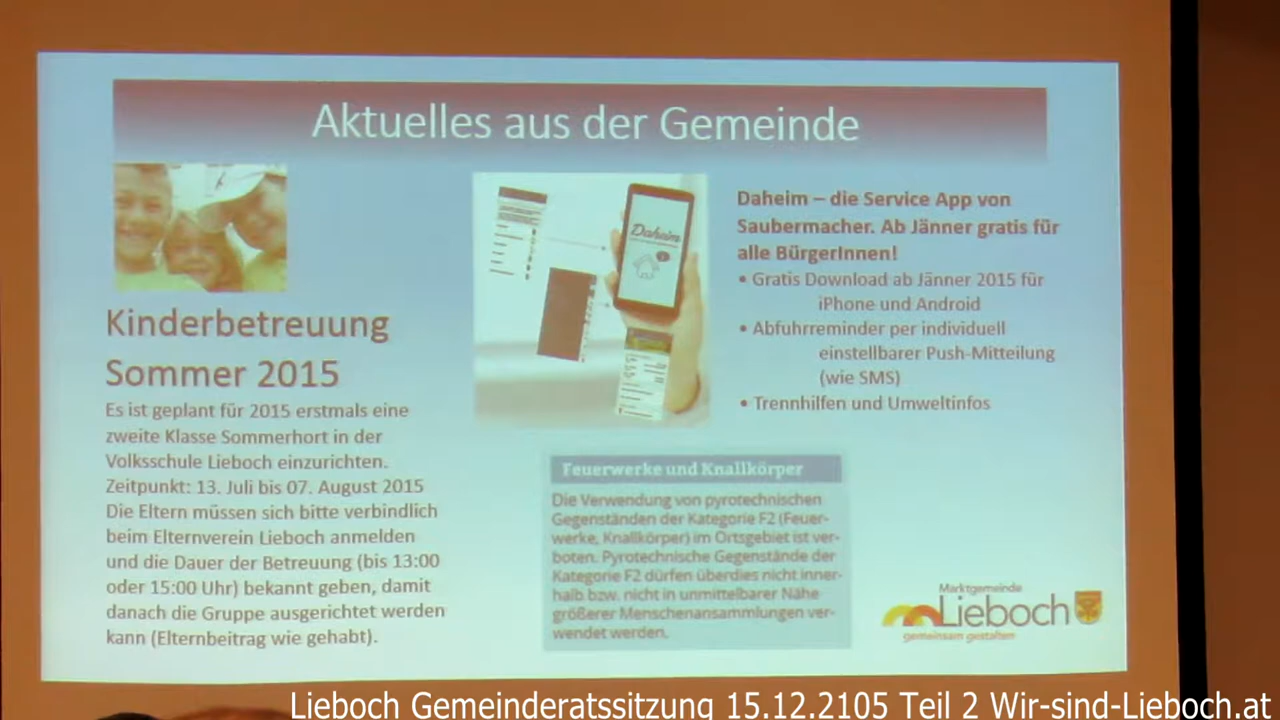 Aktuelles aus der Gemeinde
Kinderbetreuung
Sommer 2015
Es ist geplant für 2015 erstmals eine
zweite Klasse Sommerhort in der
Volksschule Lieboch einzurichten.
Zeitpunkt: 13. Juli bis 07. August 2015
Die Eltern müssen sich bitte verbindlich
beim Elternverein Lieboch anmelden
und die Dauer der Betreuung (bis 13:00
oder 15:00 Uhr) bekannt geben, damit
danach die Gruppe ausgerichtet werden
kann (Elternbeitrag wie gehabt).
Daheim
Daheim – die Service App von
Saubermacher. Ab Jänner gratis für
alle BürgerInnen!
• Gratis Download ab Jänner 2015 für
iPhone und Android
• Abfuhrreminder per individuell
einstellbarer Push-Mitteilung
(wie SMS)
• Trennhilfen und Umweltinfos
Feuerwerke und Knallkörper
Die Verwendung von pyrotechnischen
Gegenständen der Kategorie F2 (Feuer-
werke, Knallkörper) im Ortsgebiet ist ver-
boten. Pyrotechnische Gegenstände der
Kategorie F2 dürfen überdies nicht inner-
halb bzw. nicht in unmittelbarer Nähe
größerer Menschenansammlungen ver-
wendet werden.
Marktgemeinde
Lieboch
gemeinsam gestalten
Lieboch Gemeinderatssitzung 15.12.2105 Teil 2 Wir-sind-Lieboch.at